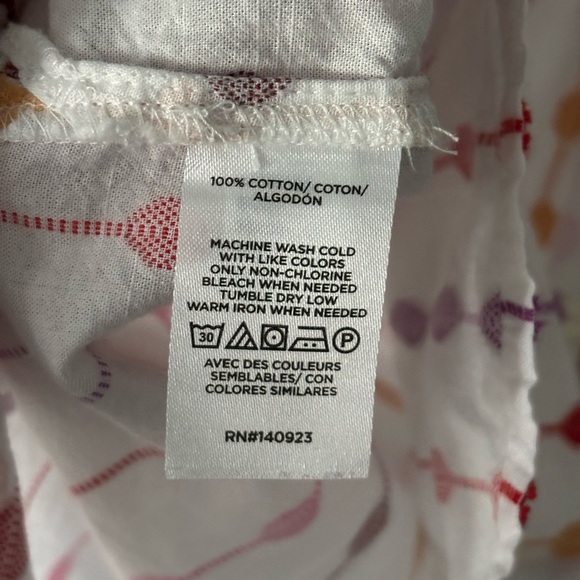 100% COTTON/ COTON/
ALGODÓN
MACHINE WASH COLD
WITH LIKE COLORS
ONLY NON-CHLORINE
BLEACH WHEN NEEDED
TUMBLE DRY LOW
WARM IRON WHEN NEEDED
30 P
AVEC DES COULEURS
SEMBLABLES/ CON
COLORES SIMILARES
RN#140923